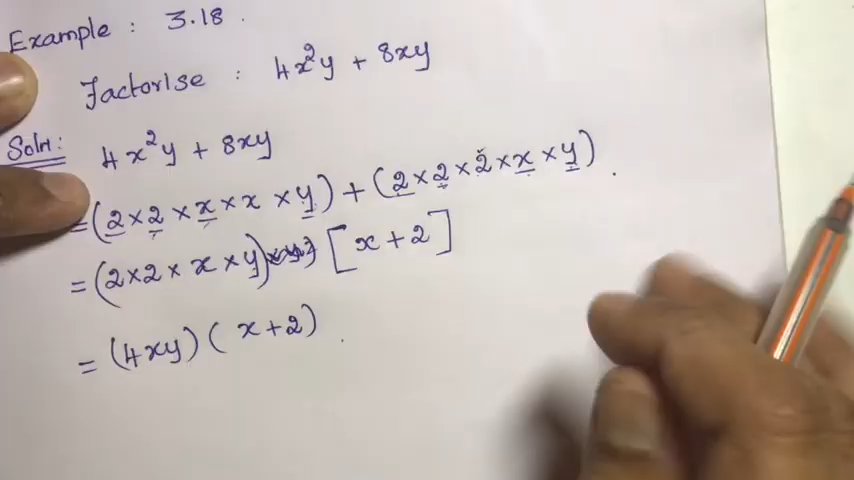 Example : 3.18.
Factorise : 4x²y + 8xy
Soln: 4x²y + 8xy
= (2 × 2 × x × x × y) + (2 × 2 × 2 × x × y).
= (2 × 2 × x × y) [x + 2]
= (4xy) (x + 2).